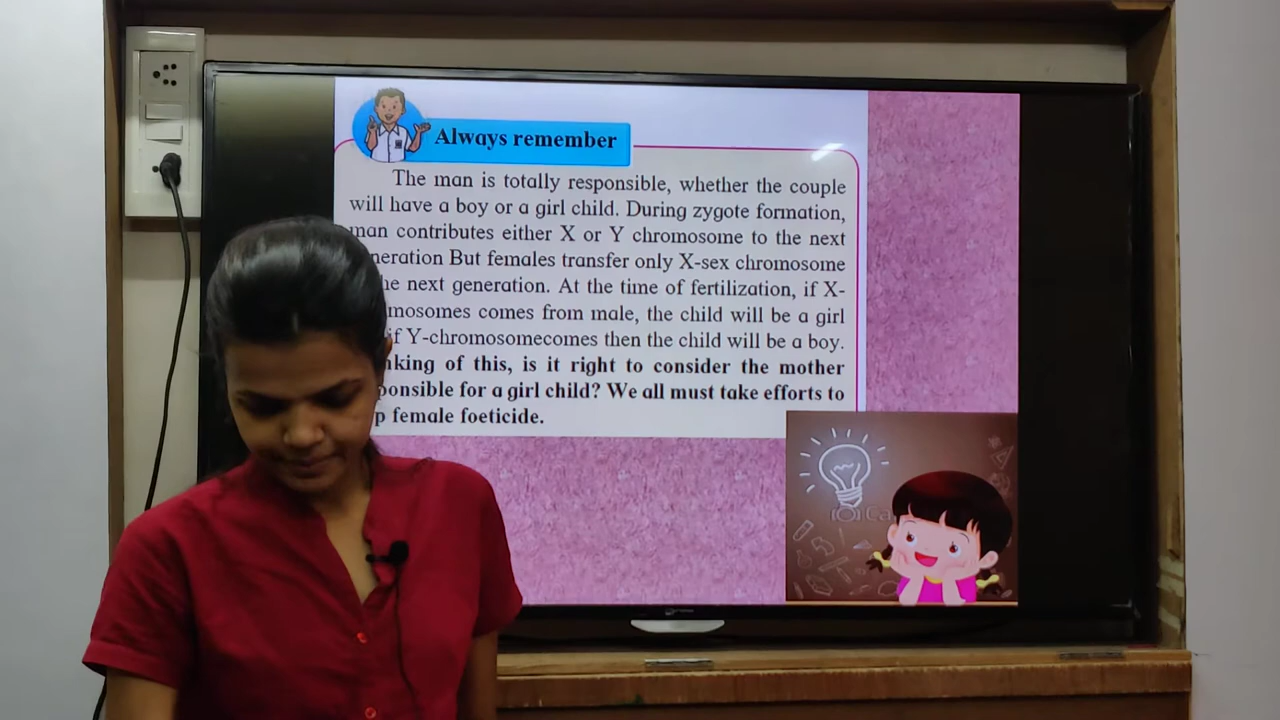 Always remember
The man is totally responsible, whether the couple
will have a boy or a girl child. During zygote formation,
man contributes either X or Y chromosome to the next
neration But females transfer only X-sex chromosome
he next generation. At the time of fertilization, if X-
mosomes comes from male, the child will be a girl
if Y-chromosomecomes then the child will be a boy.
nking of this, is it right to consider the mother
ponsible for a girl child? We all must take efforts to
p female foeticide.